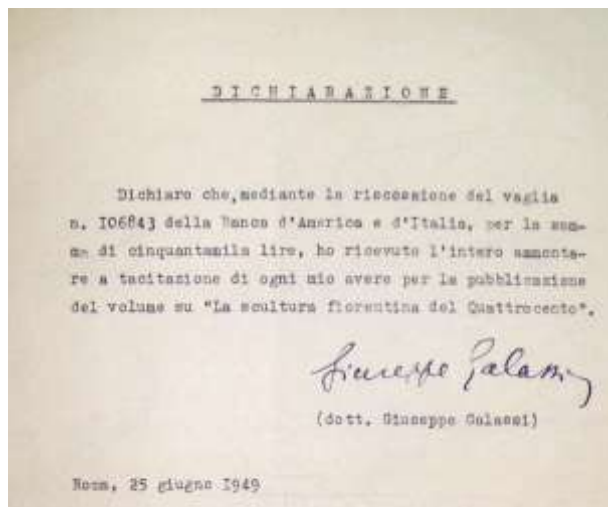 DICHIARAZIONE
Dichiaro che, mediante la riscossione del vaglia
n. I06843 della Banca d'America e d'Italia, per la som-
ma di cinquantamila lire, ho ricevuto l'intero ammonta-
re a tacitazione di ogni mio avere per la pubblicazione
del volume su "La scultura fiorentina del Quattrocento".
Giuseppe Galassi
(dott. Giuseppe Galassi)
Roma, 25 giugno I949